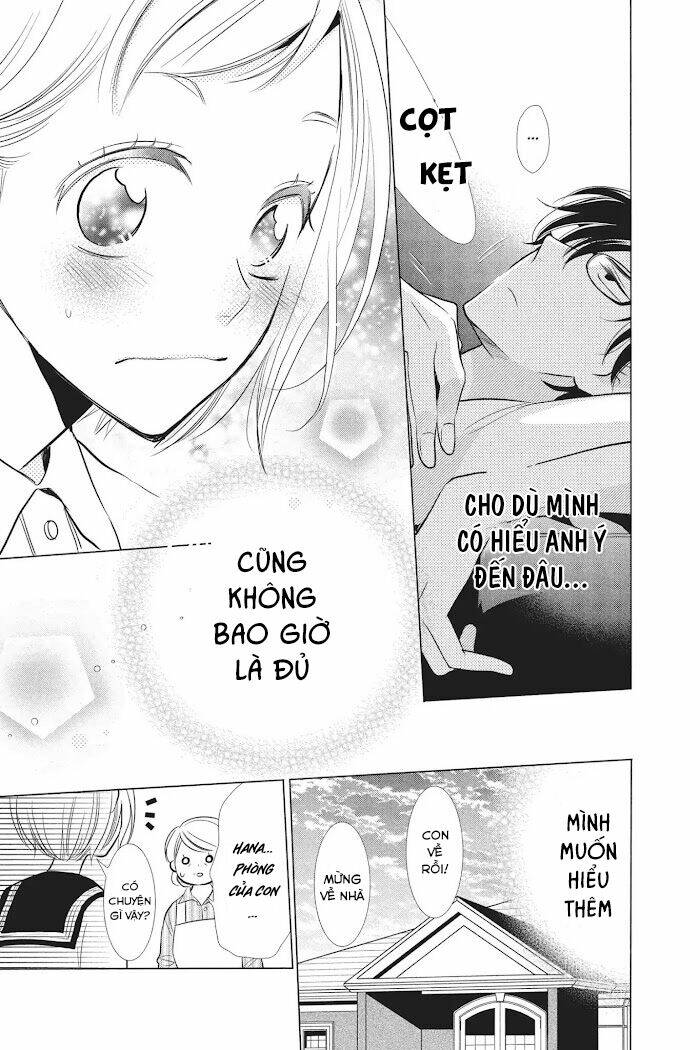 ...
CỌT
KẸT
CHO DÙ MÌNH
CÓ HIỂU ANH Ý
ĐẾN ĐÂU...
CŨNG
KHÔNG
BAO GIỜ
LÀ ĐỦ
MÌNH
MUỐN
HIỂU
THÊM
CON
VỀ
RỒI!
MỪNG
VỀ NHÀ
HANA...
PHÒNG
CỦA CON
...
CÓ
CHUYỆN
GÌ VẬY?